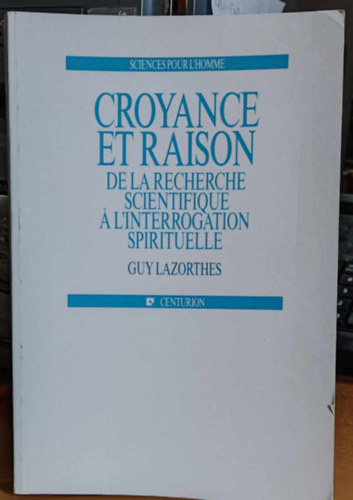 SCIENCES POUR L'HOMME
CROYANCE
ET RAISON
DE LA RECHERCHE
SCIENTIFIQUE
À L'INTERROGATION
SPIRITUELLE
GUY LAZORTHES
CENTURION